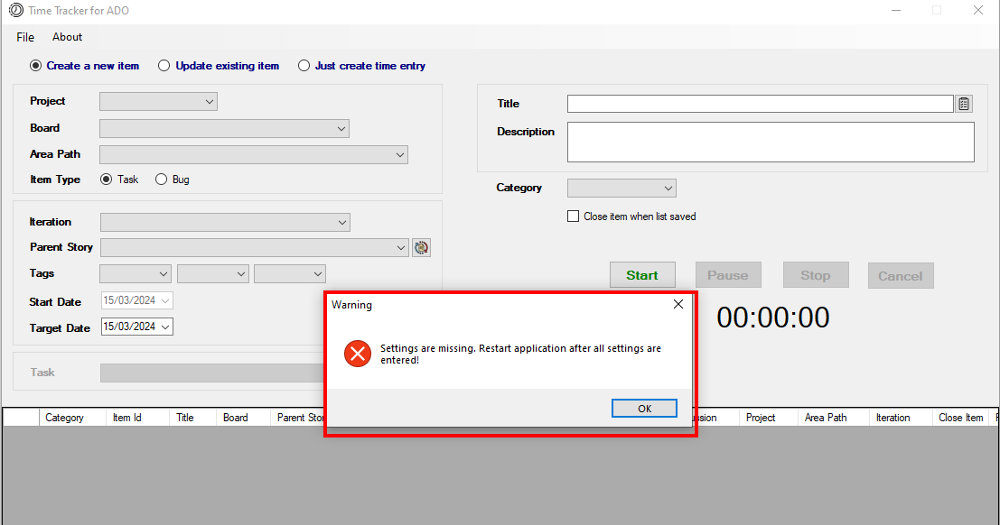 Time Tracker for ADO
File About
Create a new item Update existing item Just create time entry
Project
Board
Area Path
Item Type Task Bug
Title
Description
Category
Close item when list saved
Iteration
Parent Story
Tags
Start Date 15/03/2024
Target Date 15/03/2024
Task
Start Pause Stop Cancel
00:00:00
Warning
Settings are missing. Restart application after all settings are
entered!
OK
Category Item Id Title Board Parent Stor ussion Project Area Path Iteration Close Item